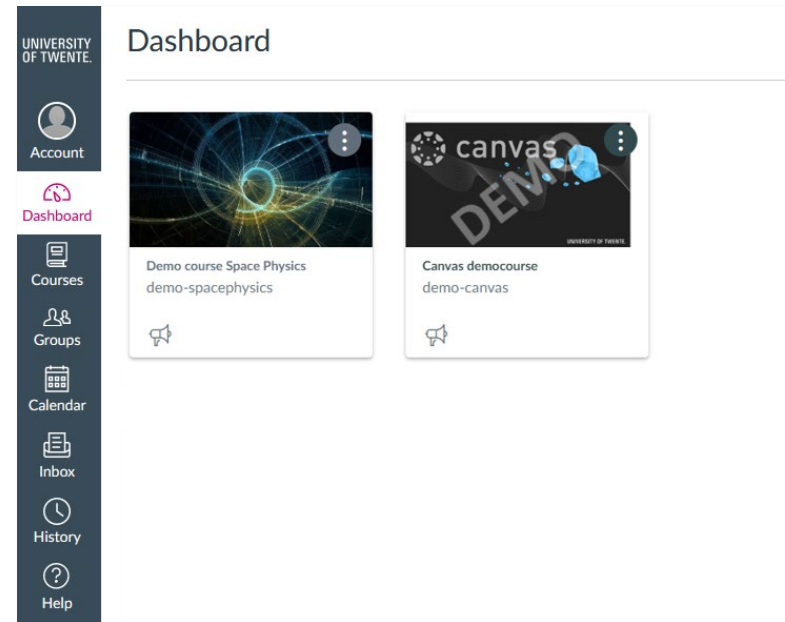 UNIVERSITY
OF TWENTE.
Dashboard
Account
Dashboard
Courses
Groups
Calendar
Inbox
History
Help
Demo course Space Physics
demo-spacephysics
canvas
DEMO
UNIVERSITY OF TWENTE.
Canvas democourse
demo-canvas